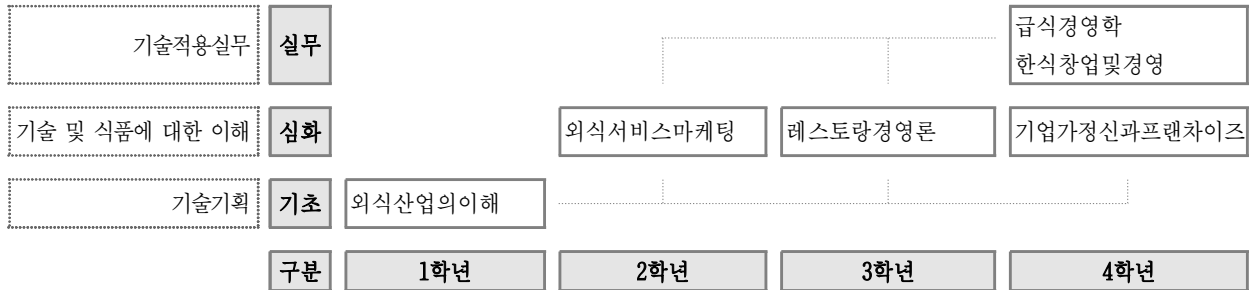 기술적용실무 실무 급식경영학
한식창업및경영
기술 및 식품에 대한 이해 심화 외식서비스마케팅 레스토랑경영론 기업가정신과프랜차이즈
기술기획 기초 외식산업의이해
구분 1학년 2학년 3학년 4학년